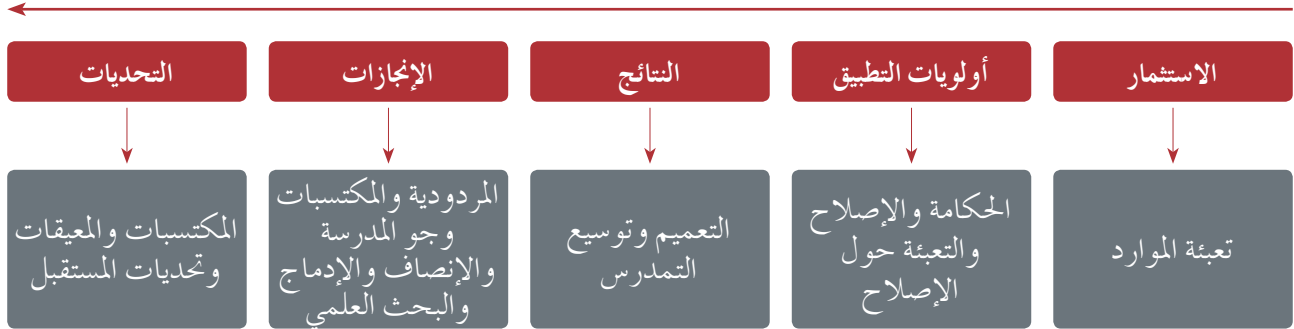 الاستثمار
تعبئة الموارد
أولويات التطبيق
الحكامة والإصلاح
والتعبئة حول
الإصلاح
النتائج
التعميم وتوسيع
التمدرس
الإنجازات
المردودية والمكتسبات
وجو المدرسة
والإنصاف والإدماج
والبحث العلمي
التحديات
المكتسبات والمعيقات
وتحديات المستقبل